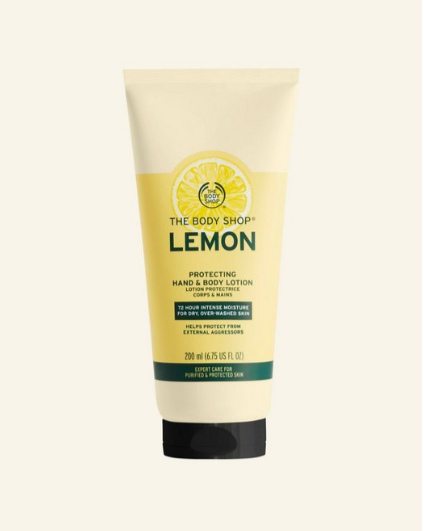 THE
BODY
SHOP
THE BODY SHOP®
LEMON
PROTECTING
HAND & BODY LOTION
LOTION PROTECTRICE
CORPS & MAINS
72 HOUR INTENSE MOISTURE
FOR DRY, OVER-WASHED SKIN
HELPS PROTECT FROM
EXTERNAL AGGRESSORS
200 ml (6.75 US FL OZ)
EXPERT CARE FOR
PURIFIED & PROTECTED SKIN